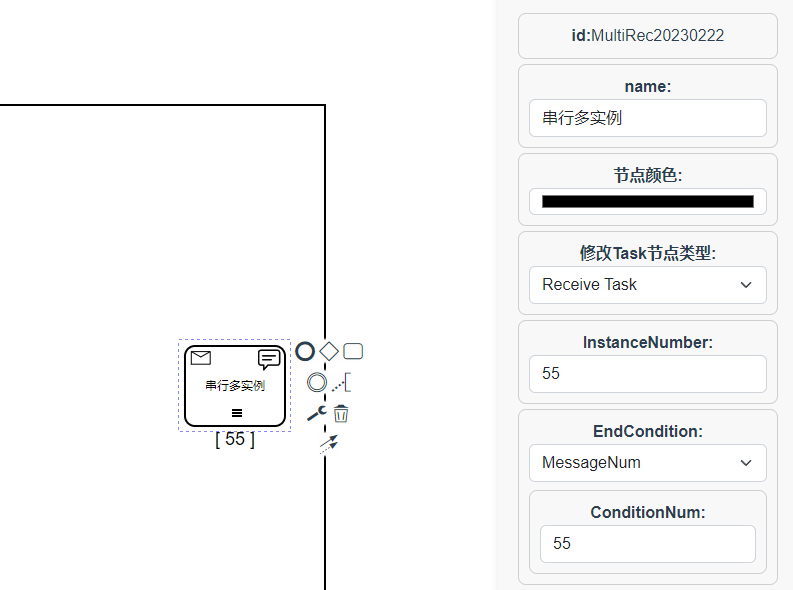 串行多实例
[ 55 ]
id:MultiRec20230222
name:
串行多实例
节点颜色:
修改Task节点类型:
Receive Task
InstanceNumber:
55
EndCondition:
MessageNum
ConditionNum:
55